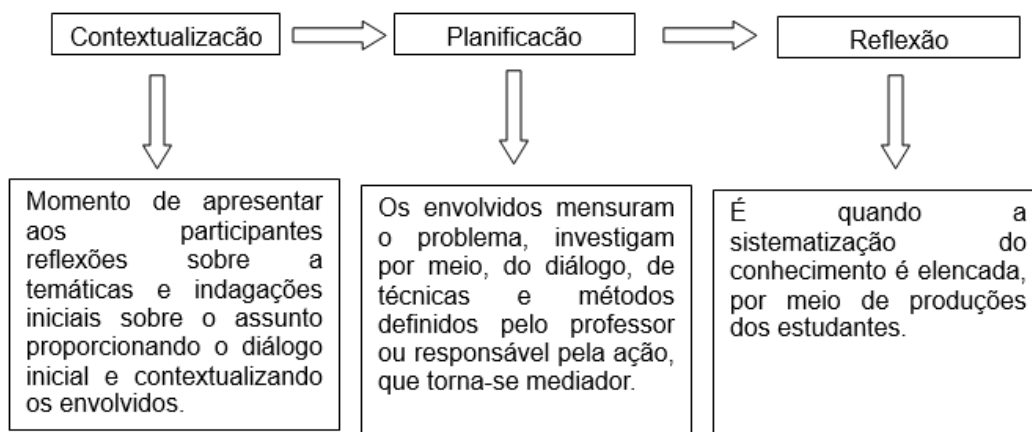 Contextualizacão
Planificacão
Reflexão
Momento de apresentar
aos participantes
reflexões sobre a
temáticas e indagações
iniciais sobre o assunto
proporcionando o diálogo
inicial e contextualizando
os envolvidos.
Os envolvidos mensuram
o problema, investigam
por meio, do diálogo, de
técnicas e métodos
definidos pelo professor
ou responsável pela ação,
que torna-se mediador.
É quando a
sistematização do
conhecimento é elencada,
por meio de produções
dos estudantes.